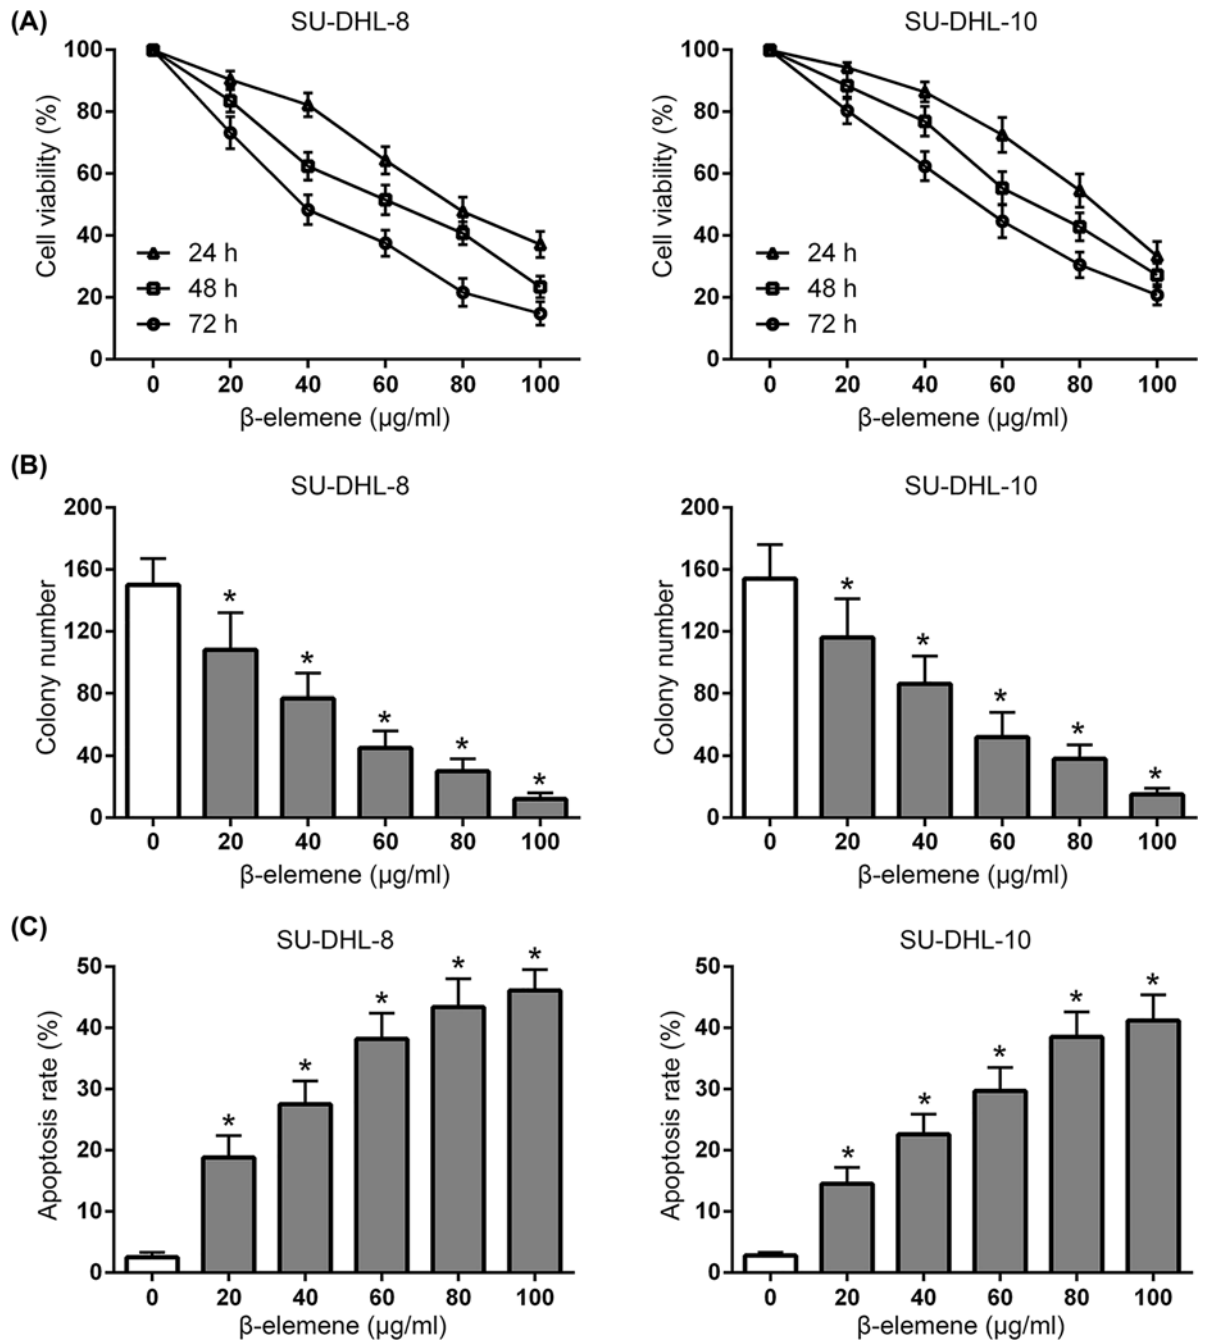 (A)
SU-DHL-8
100
80
60
40
20
0
Cell viability (%)
24 h
48 h
72 h
0 20 40 60 80 100
β-elemene (μg/ml)
SU-DHL-10
100
80
60
40
20
0
Cell viability (%)
24 h
48 h
72 h
0 20 40 60 80 100
β-elemene (μg/ml)
(B)
SU-DHL-8
200
160
120
80
40
0
Colony number
* * * * *
0 20 40 60 80 100
β-elemene (μg/ml)
SU-DHL-10
200
160
120
80
40
0
Colony number
* * * * *
0 20 40 60 80 100
β-elemene (μg/ml)
(C)
SU-DHL-8
50
40
30
20
10
0
Apoptosis rate (%)
* * * * *
0 20 40 60 80 100
β-elemene (μg/ml)
SU-DHL-10
50
40
30
20
10
0
Apoptosis rate (%)
* * * * *
0 20 40 60 80 100
β-elemene (μg/ml)